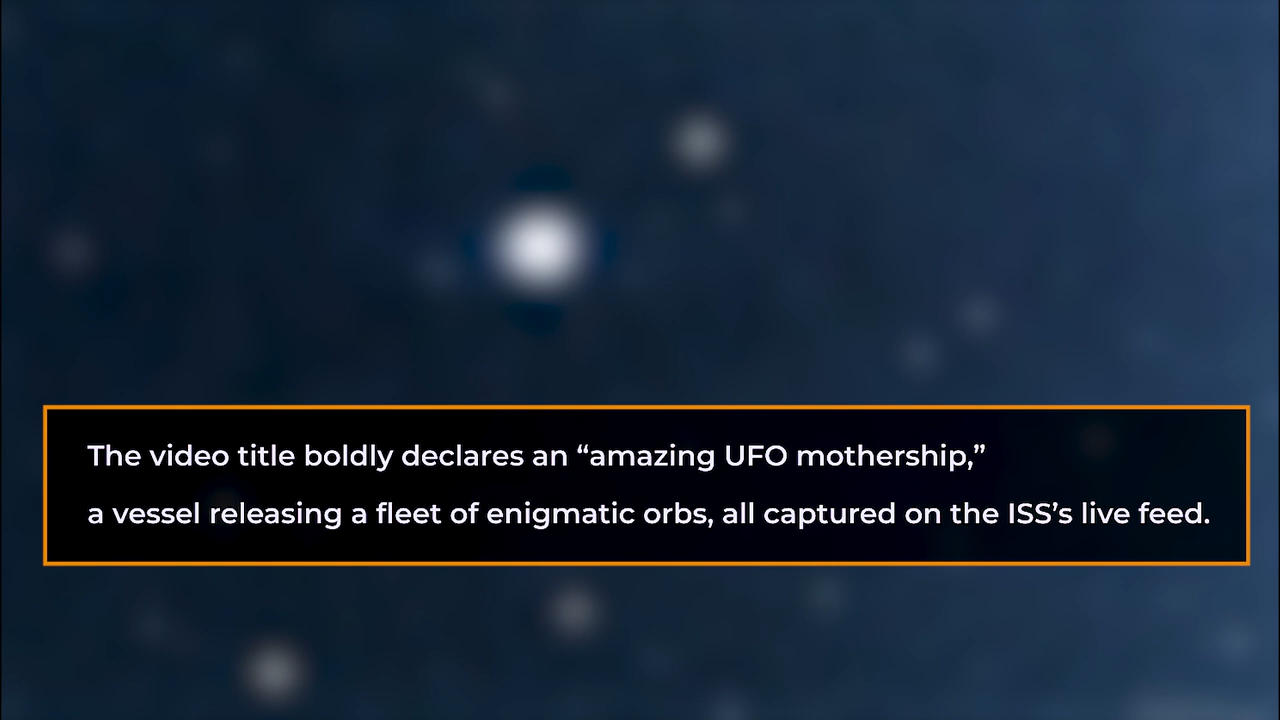 The video title boldly declares an “amazing UFO mothership,”
a vessel releasing a fleet of enigmatic orbs, all captured on the ISS’s live feed.